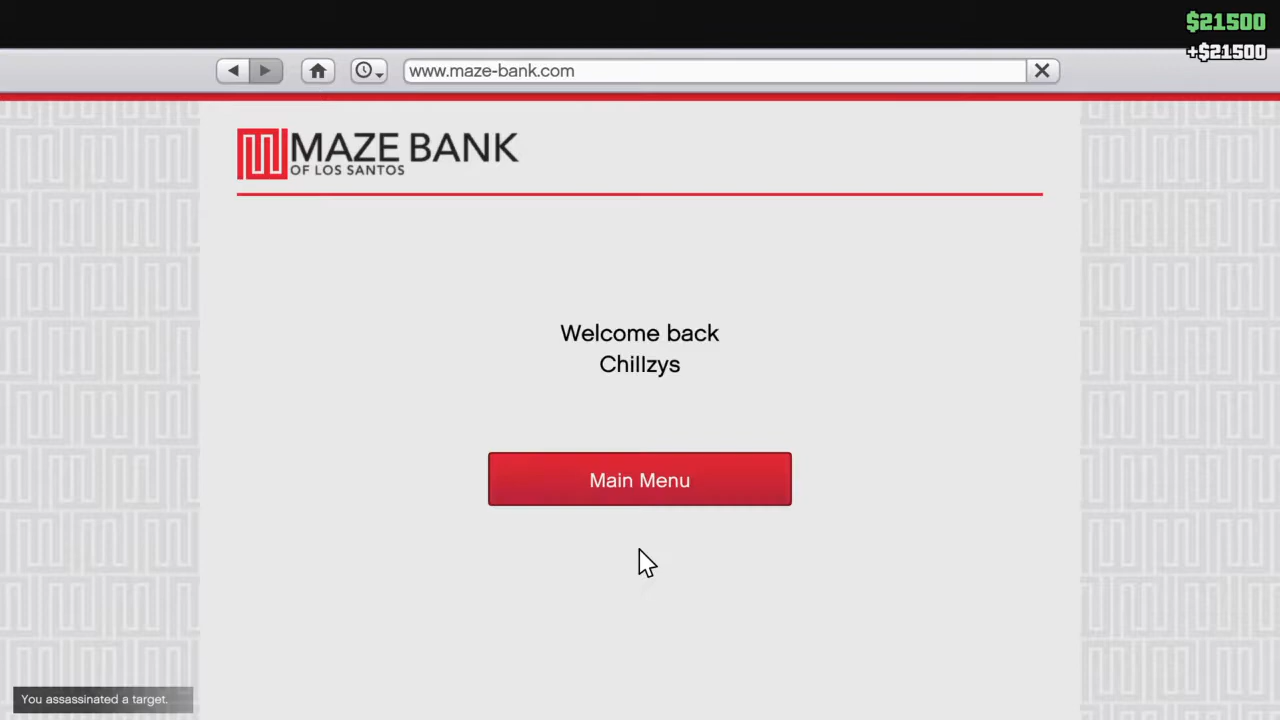 $21500
+$21500
www.maze-bank.com
MAZE BANK
OF LOS SANTOS
Welcome back
Chillzys
Main Menu
You assassinated a target.